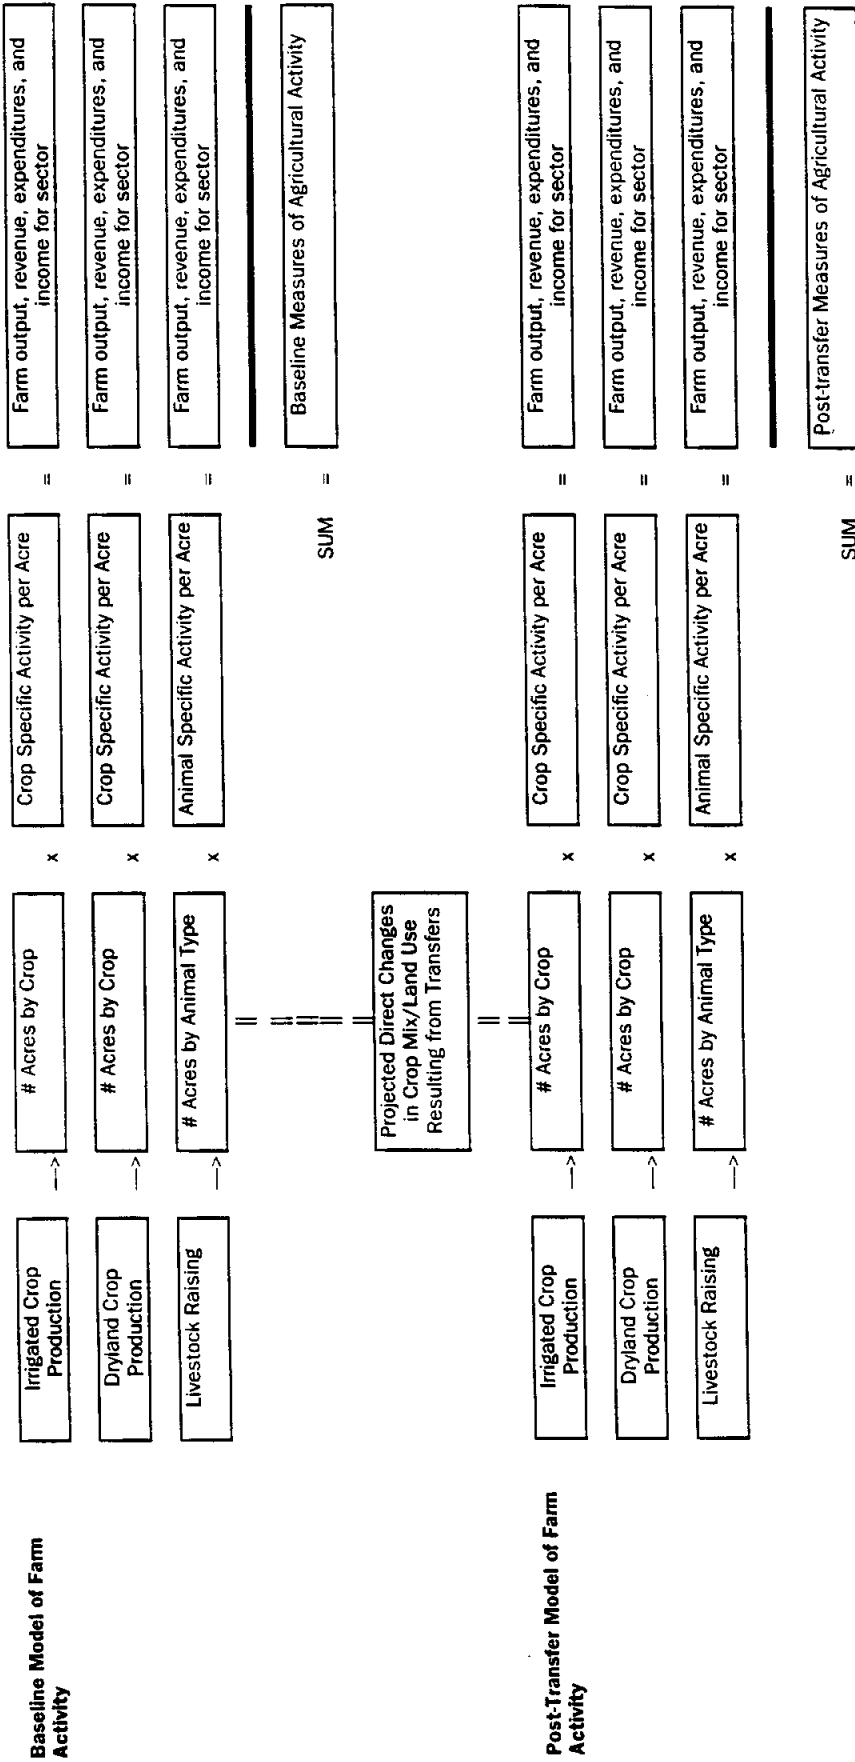 Baseline Model of Farm
Activity
Irrigated Crop
Production
—>
# Acres by Crop
x
Crop Specific Activity per Acre
=
Farm output, revenue, expenditures, and
income for sector
Dryland Crop
Production
—>
# Acres by Crop
x
Crop Specific Activity per Acre
=
Farm output, revenue, expenditures, and
income for sector
Livestock Raising
—>
# Acres by Animal Type
x
Animal Specific Activity per Acre
=
Farm output, revenue, expenditures, and
income for sector
SUM =
Baseline Measures of Agricultural Activity
Projected Direct Changes
in Crop Mix/Land Use
Resulting from Transfers
Post-Transfer Model of Farm
Activity
Irrigated Crop
Production
—>
# Acres by Crop
x
Crop Specific Activity per Acre
=
Farm output, revenue, expenditures, and
income for sector
Dryland Crop
Production
—>
# Acres by Crop
x
Crop Specific Activity per Acre
=
Farm output, revenue, expenditures, and
income for sector
Livestock Raising
—>
# Acres by Animal Type
x
Animal Specific Activity per Acre
=
Farm output, revenue, expenditures, and
income for sector
SUM =
Post-transfer Measures of Agricultural Activity